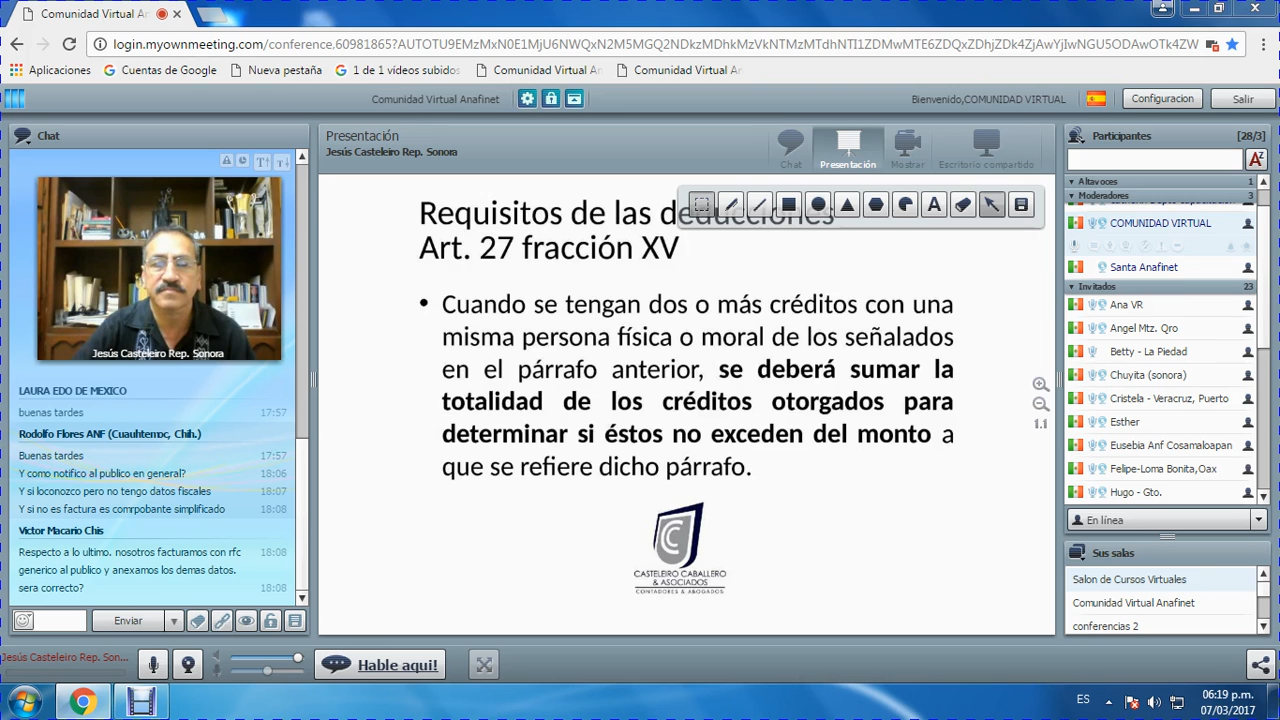 Comunidad Virtual An
login.myownmeeting.com/conference,60981865?AUTOTU9EMzMxN0E1MjU6NWQxN2M5MGQ2NDkzMDhkMzVkNTMzMTdhNTI1ZDMwMTE6ZDQxZDhjZDk4ZjAwYjIwNGU5ODAwOTk4ZW
Aplicaciones
Cuentas de Google
Nueva pestaña
1 de 1 vídeos subidos
Comunidad Virtual An
Comunidad Virtual An
Comunidad Virtual Anafinet
Bienvenido,COMUNIDAD VIRTUAL
Configuracion
Salir
Chat
Jesús Casteleiro Rep. Sonora
LAURA EDO DE MEXICO
buenas tardes 17:57
Rodolfo Flores ANF (Cuauhtemoc, Chih.)
Buenas tardes 17:57
Y como notifico al publico en general? 18:06
Y si loconozco pero no tengo datos fiscales 18:07
Y si no es factura es comrpobante simplificado 18:08
Victor Macario Chis
Respecto a lo ultimo. nosotros facturamos con rfc 18:08
generico al publico y anexamos los demas datos.
sera correcto? 18:08
Enviar
Presentación
Jesús Casteleiro Rep. Sonora
Chat
Presentación
Mostrar
Escritorio compartido
Requisitos de las deducciones
Art. 27 fracción XV
• Cuando se tengan dos o más créditos con una
misma persona física o moral de los señalados
en el párrafo anterior, se deberá sumar la
totalidad de los créditos otorgados para
determinar si éstos no exceden del monto a
que se refiere dicho párrafo.
CASTELEIRO CABALLERO
& ASOCIADOS
CONTADORES & ABOGADOS
1.1
Participantes [28/3]
Altavoces 1
Moderadores 3
COMUNIDAD VIRTUAL
Santa Anafinet
Invitados 23
Ana VR
Angel Mtz. Qro
Betty - La Piedad
Chuyita (sonora)
Cristela - Veracruz, Puerto
Esther
Eusebia Anf Cosamaloapan
Felipe-Loma Bonita,Oax
Hugo - Gto.
En línea
Sus salas
Salon de Cursos Virtuales
Comunidad Virtual Anafinet
conferencias 2
Jesús Casteleiro Rep. Son...
Hable aqui!
ES
06:19 p.m.
07/03/2017